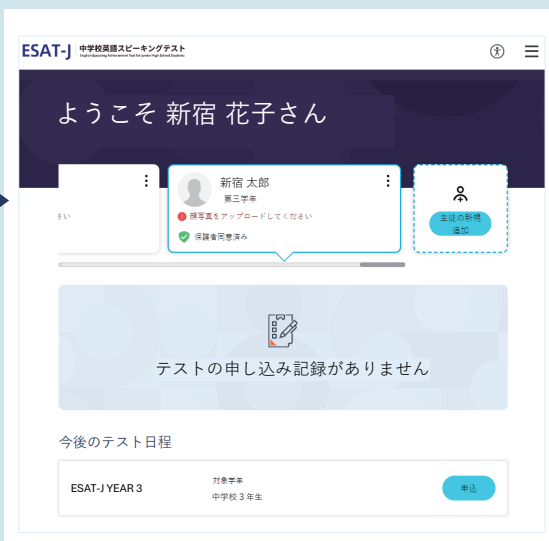 ESAT-J 中学校英語スピーキングテスト
English Speaking Achievement Test for Junior High School Students
ようこそ 新宿 花子さん
さい
新宿 太郎
第三学年
顔写真をアップロードしてください
保護者同意済み
生徒の新規
追加
テストの申し込み記録がありません
今後のテスト日程
ESAT-J YEAR 3
対象学年
中学校３年生
申込